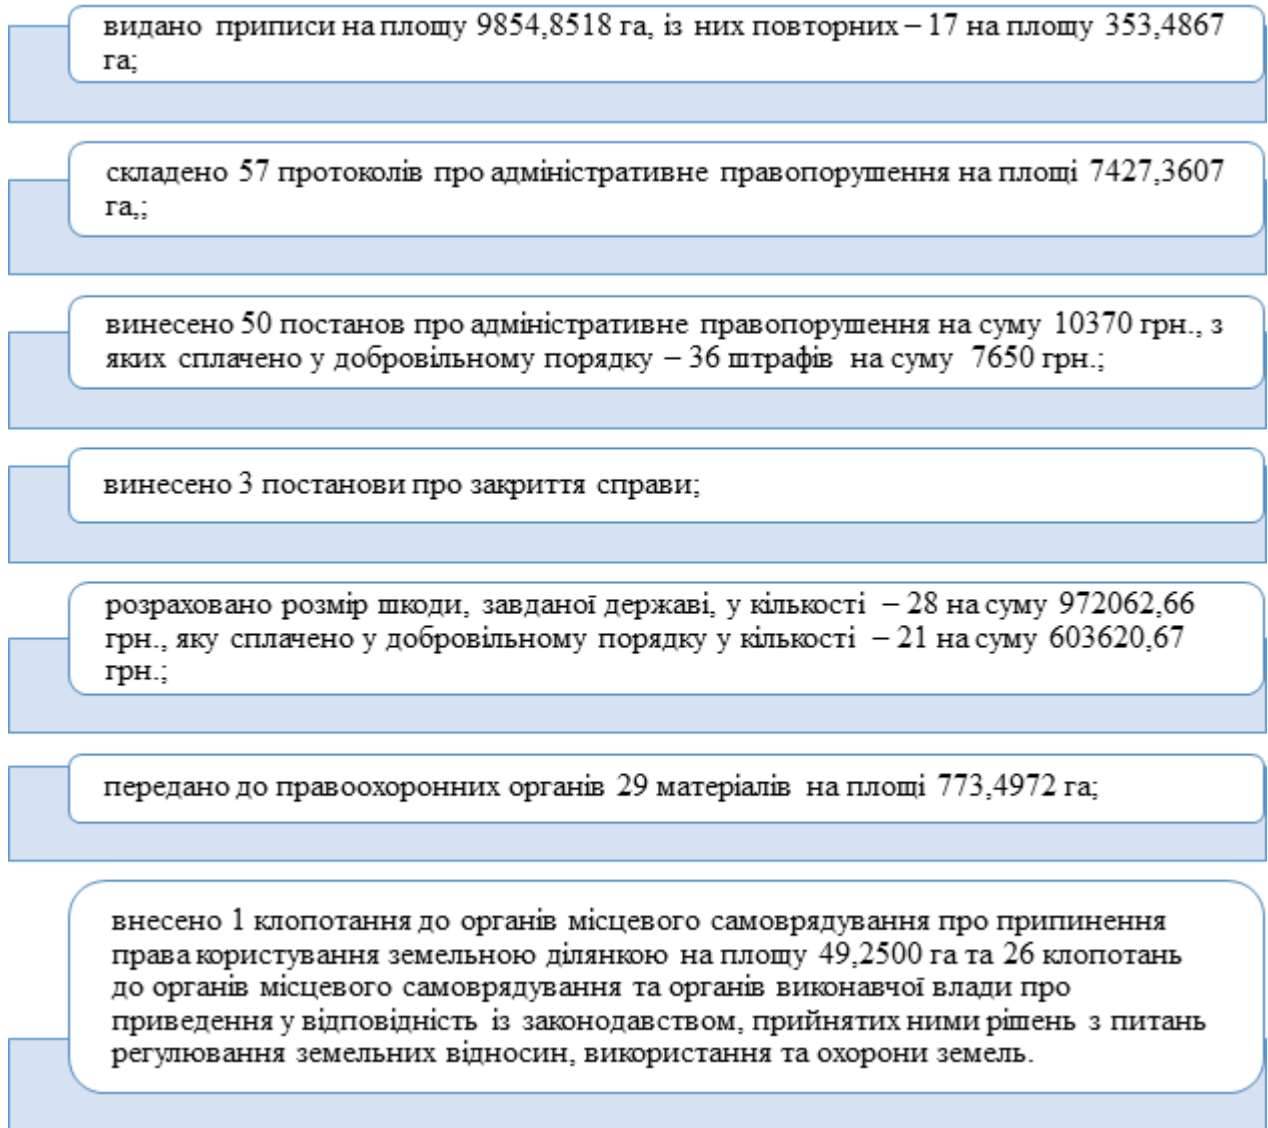 видано приписи на площу 9854,8518 га, із них повторних – 17 на площу 353,4867
га;
складено 57 протоколів про адміністративне правопорушення на площі 7427,3607
га,;
винесено 50 постанов про адміністративне правопорушення на суму 10370 грн., з
яких сплачено у добровільному порядку – 36 штрафів на суму 7650 грн.;
винесено 3 постанови про закриття справи;
розраховано розмір шкоди, завданої державі, у кількості – 28 на суму 972062,66
грн., яку сплачено у добровільному порядку у кількості – 21 на суму 603620,67
грн.;
передано до правоохоронних органів 29 матеріалів на площі 773,4972 га;
внесено 1 клопотання до органів місцевого самоврядування про припинення
права користування земельною ділянкою на площу 49,2500 га та 26 клопотань
до органів місцевого самоврядування та органів виконавчої влади про
приведення у відповідність із законодавством, прийнятих ними рішень з питань
регулювання земельних відносин, використання та охорони земель.